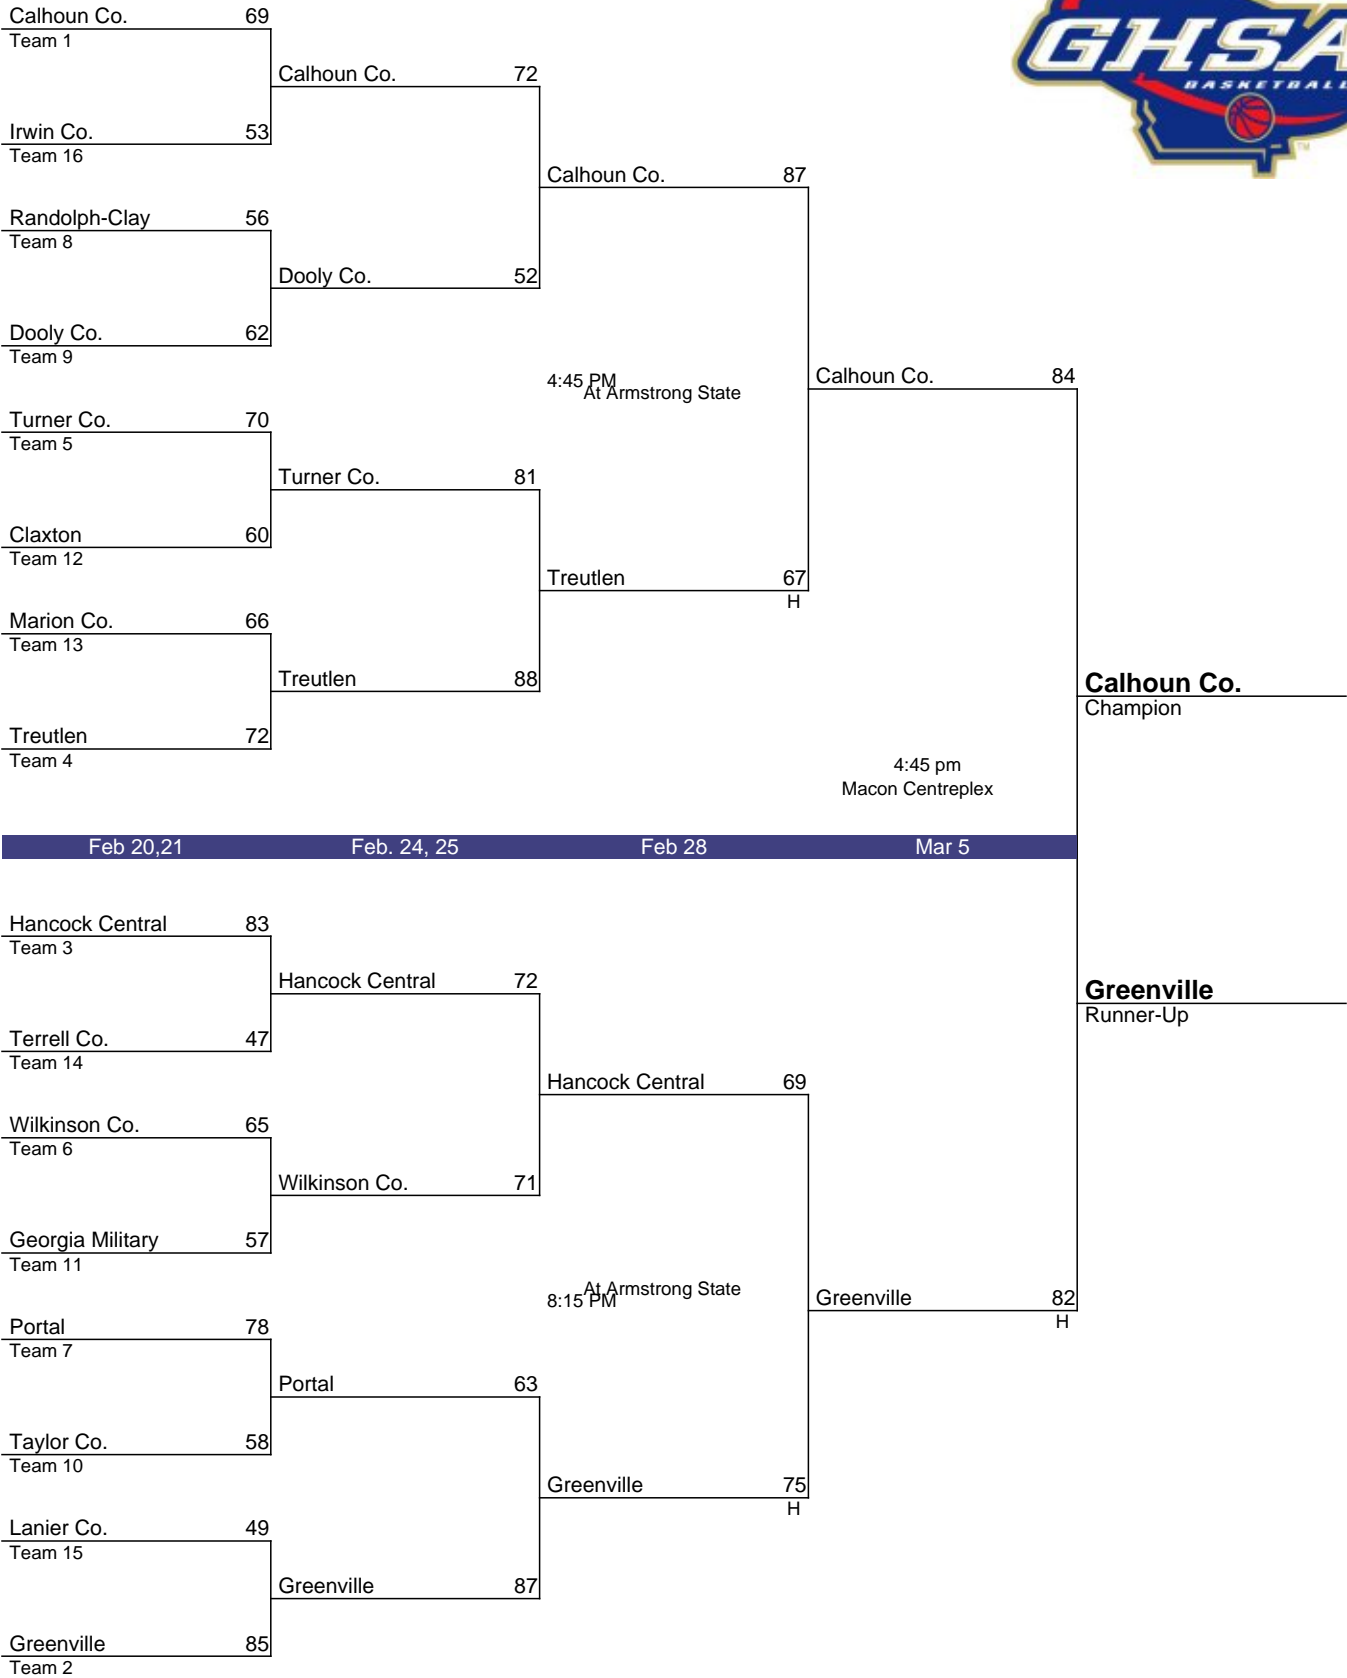 GHSA
BASKETBALL
TM
Calhoun Co. 69
Team 1
Calhoun Co. 72
Irwin Co. 53
Team 16
Calhoun Co. 87
Randolph-Clay 56
Team 8
Dooly Co. 52
Dooly Co. 62
Team 9
4:45 PM
At Armstrong State
Calhoun Co. 84
Turner Co. 70
Team 5
Turner Co. 81
Claxton 60
Team 12
Treutlen 67
H
Marion Co. 66
Team 13
Treutlen 88
Calhoun Co.
Champion
Treutlen 72
Team 4
4:45 pm
Macon Centreplex
Feb 20,21 Feb. 24, 25 Feb 28 Mar 5
Hancock Central 83
Team 3
Hancock Central 72
Greenville
Runner-Up
Terrell Co. 47
Team 14
Hancock Central 69
Wilkinson Co. 65
Team 6
Wilkinson Co. 71
Georgia Military 57
Team 11
At Armstrong State
8:15 PM
Greenville 82
H
Portal 78
Team 7
Portal 63
Taylor Co. 58
Team 10
Greenville 75
H
Lanier Co. 49
Team 15
Greenville 87
Greenville 85
Team 2